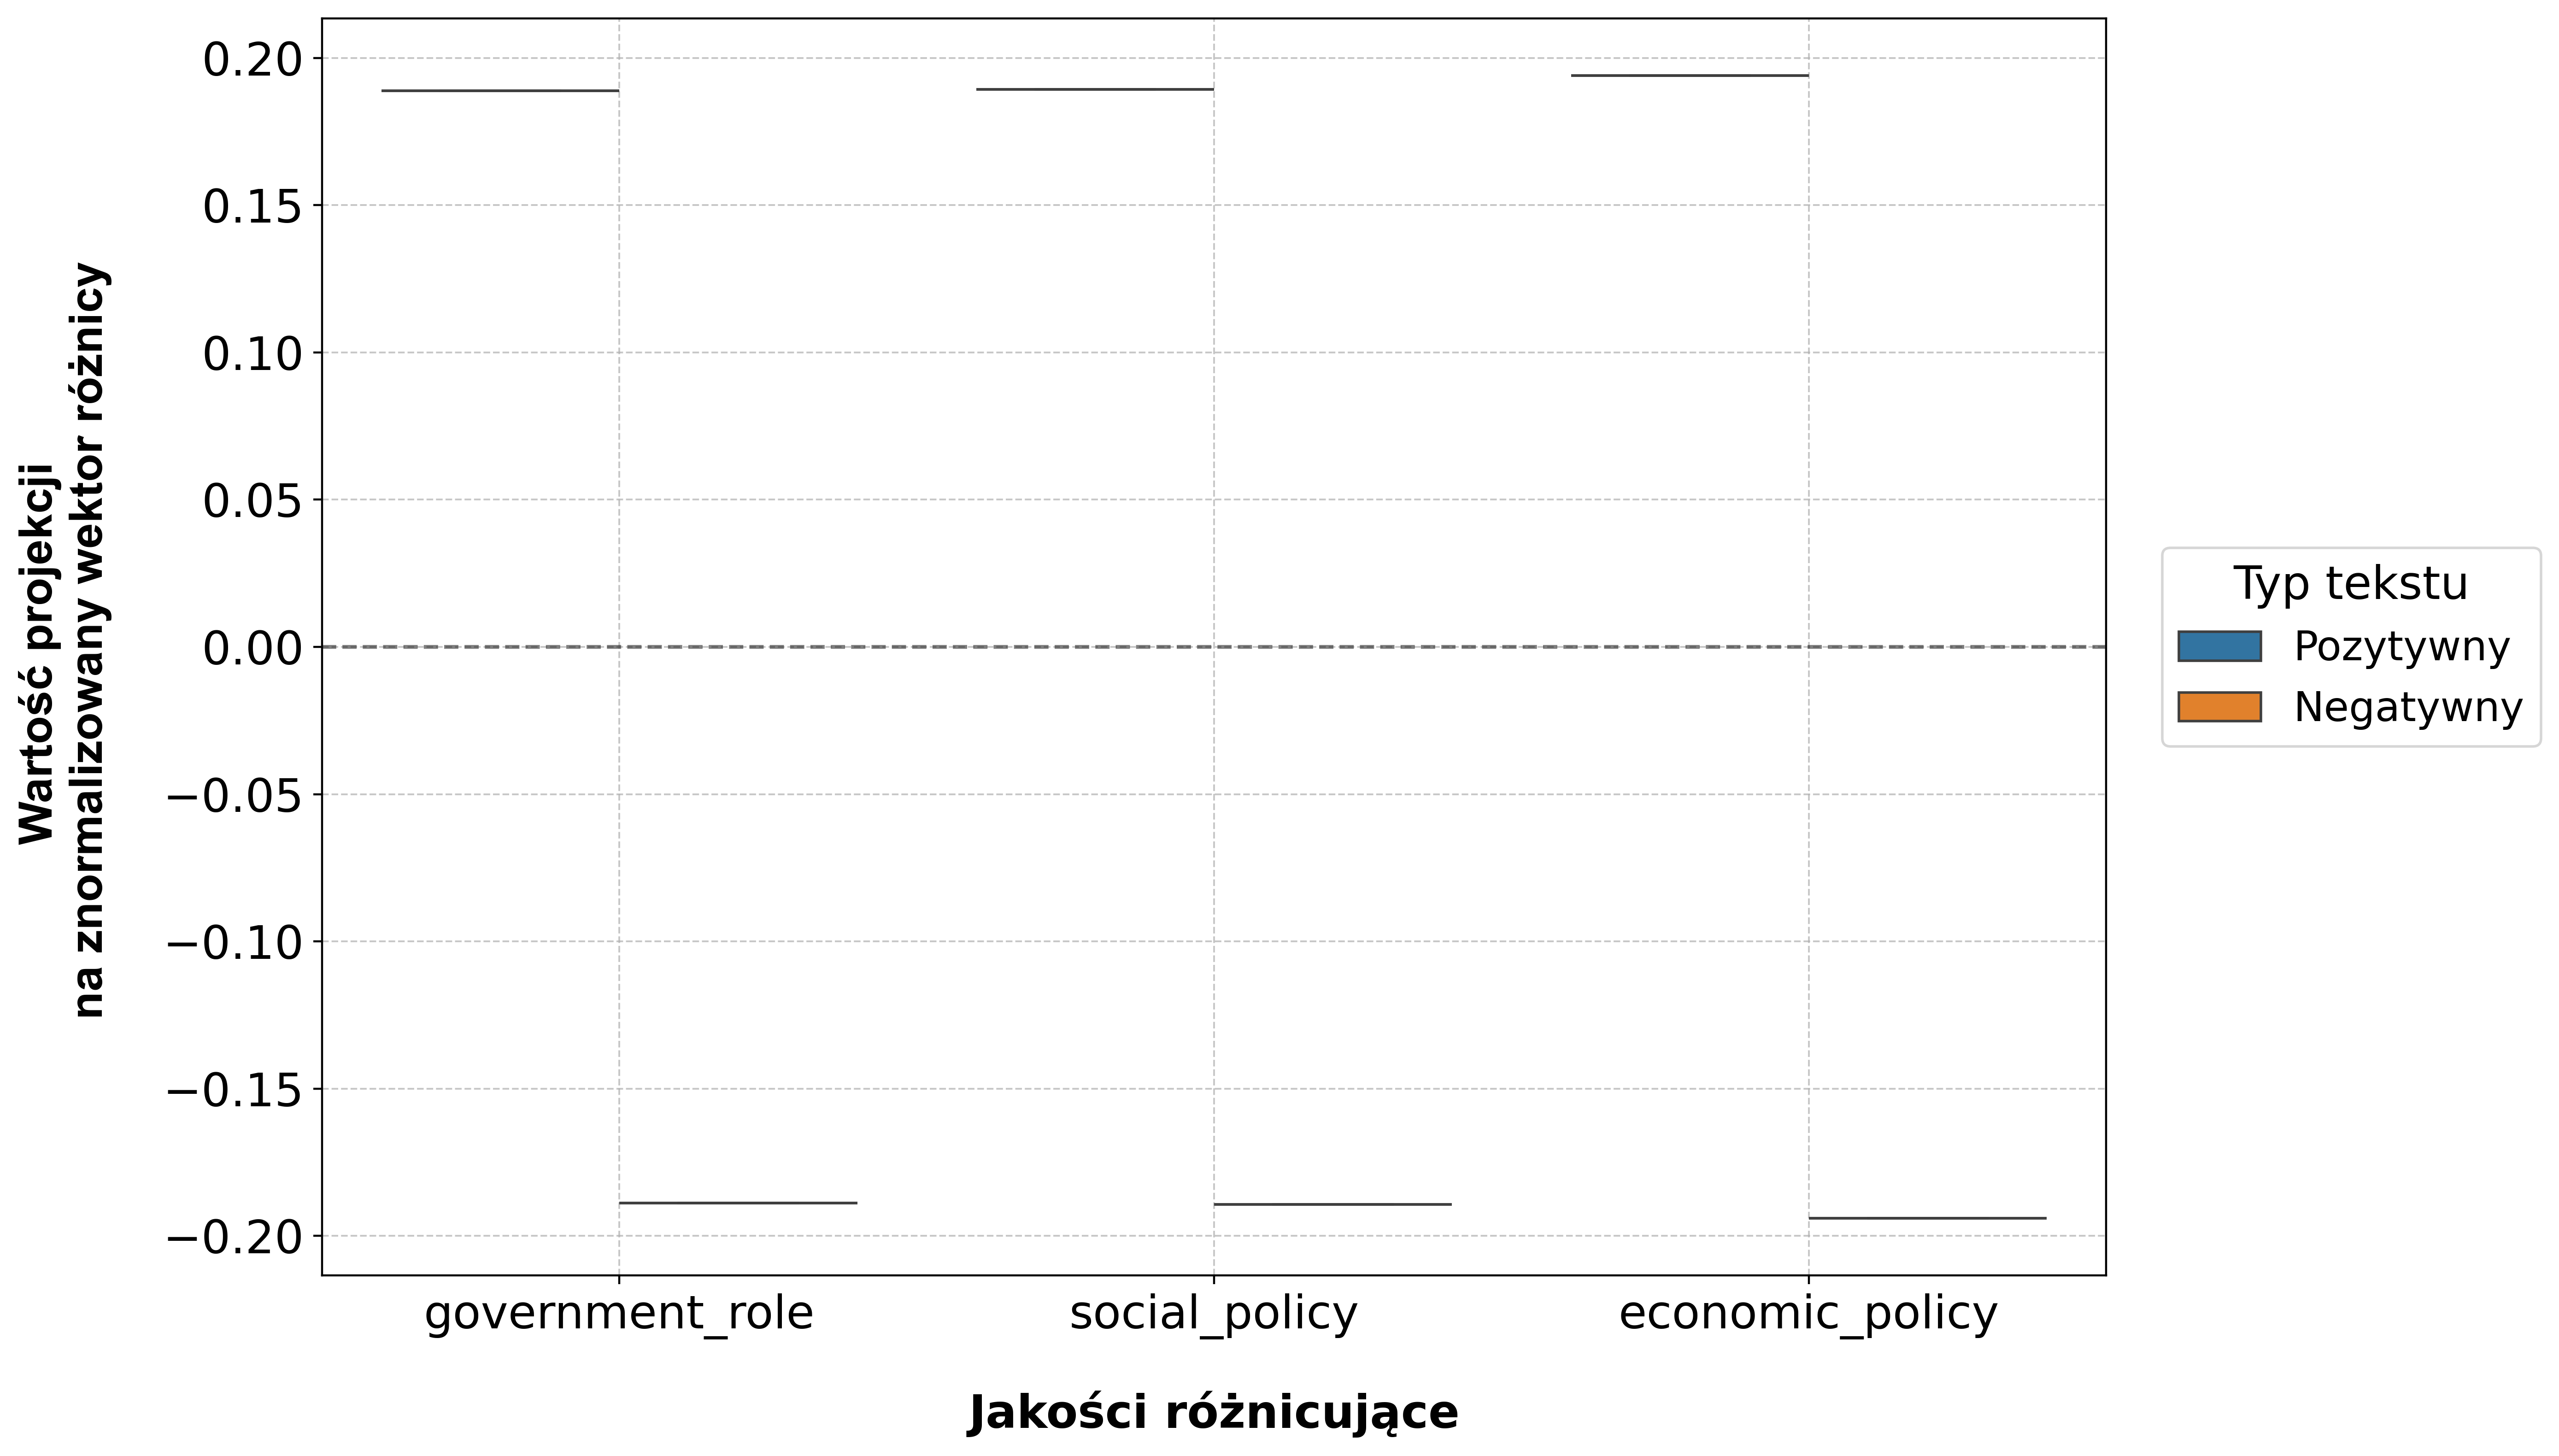 Wartość projekcji
na znormalizowany wektor różnicy
0.20
0.15
0.10
0.05
0.00
−0.05
−0.10
−0.15
−0.20
government_role
social_policy
economic_policy
Jakości różnicujące
Typ tekstu
Pozytywny
Negatywny